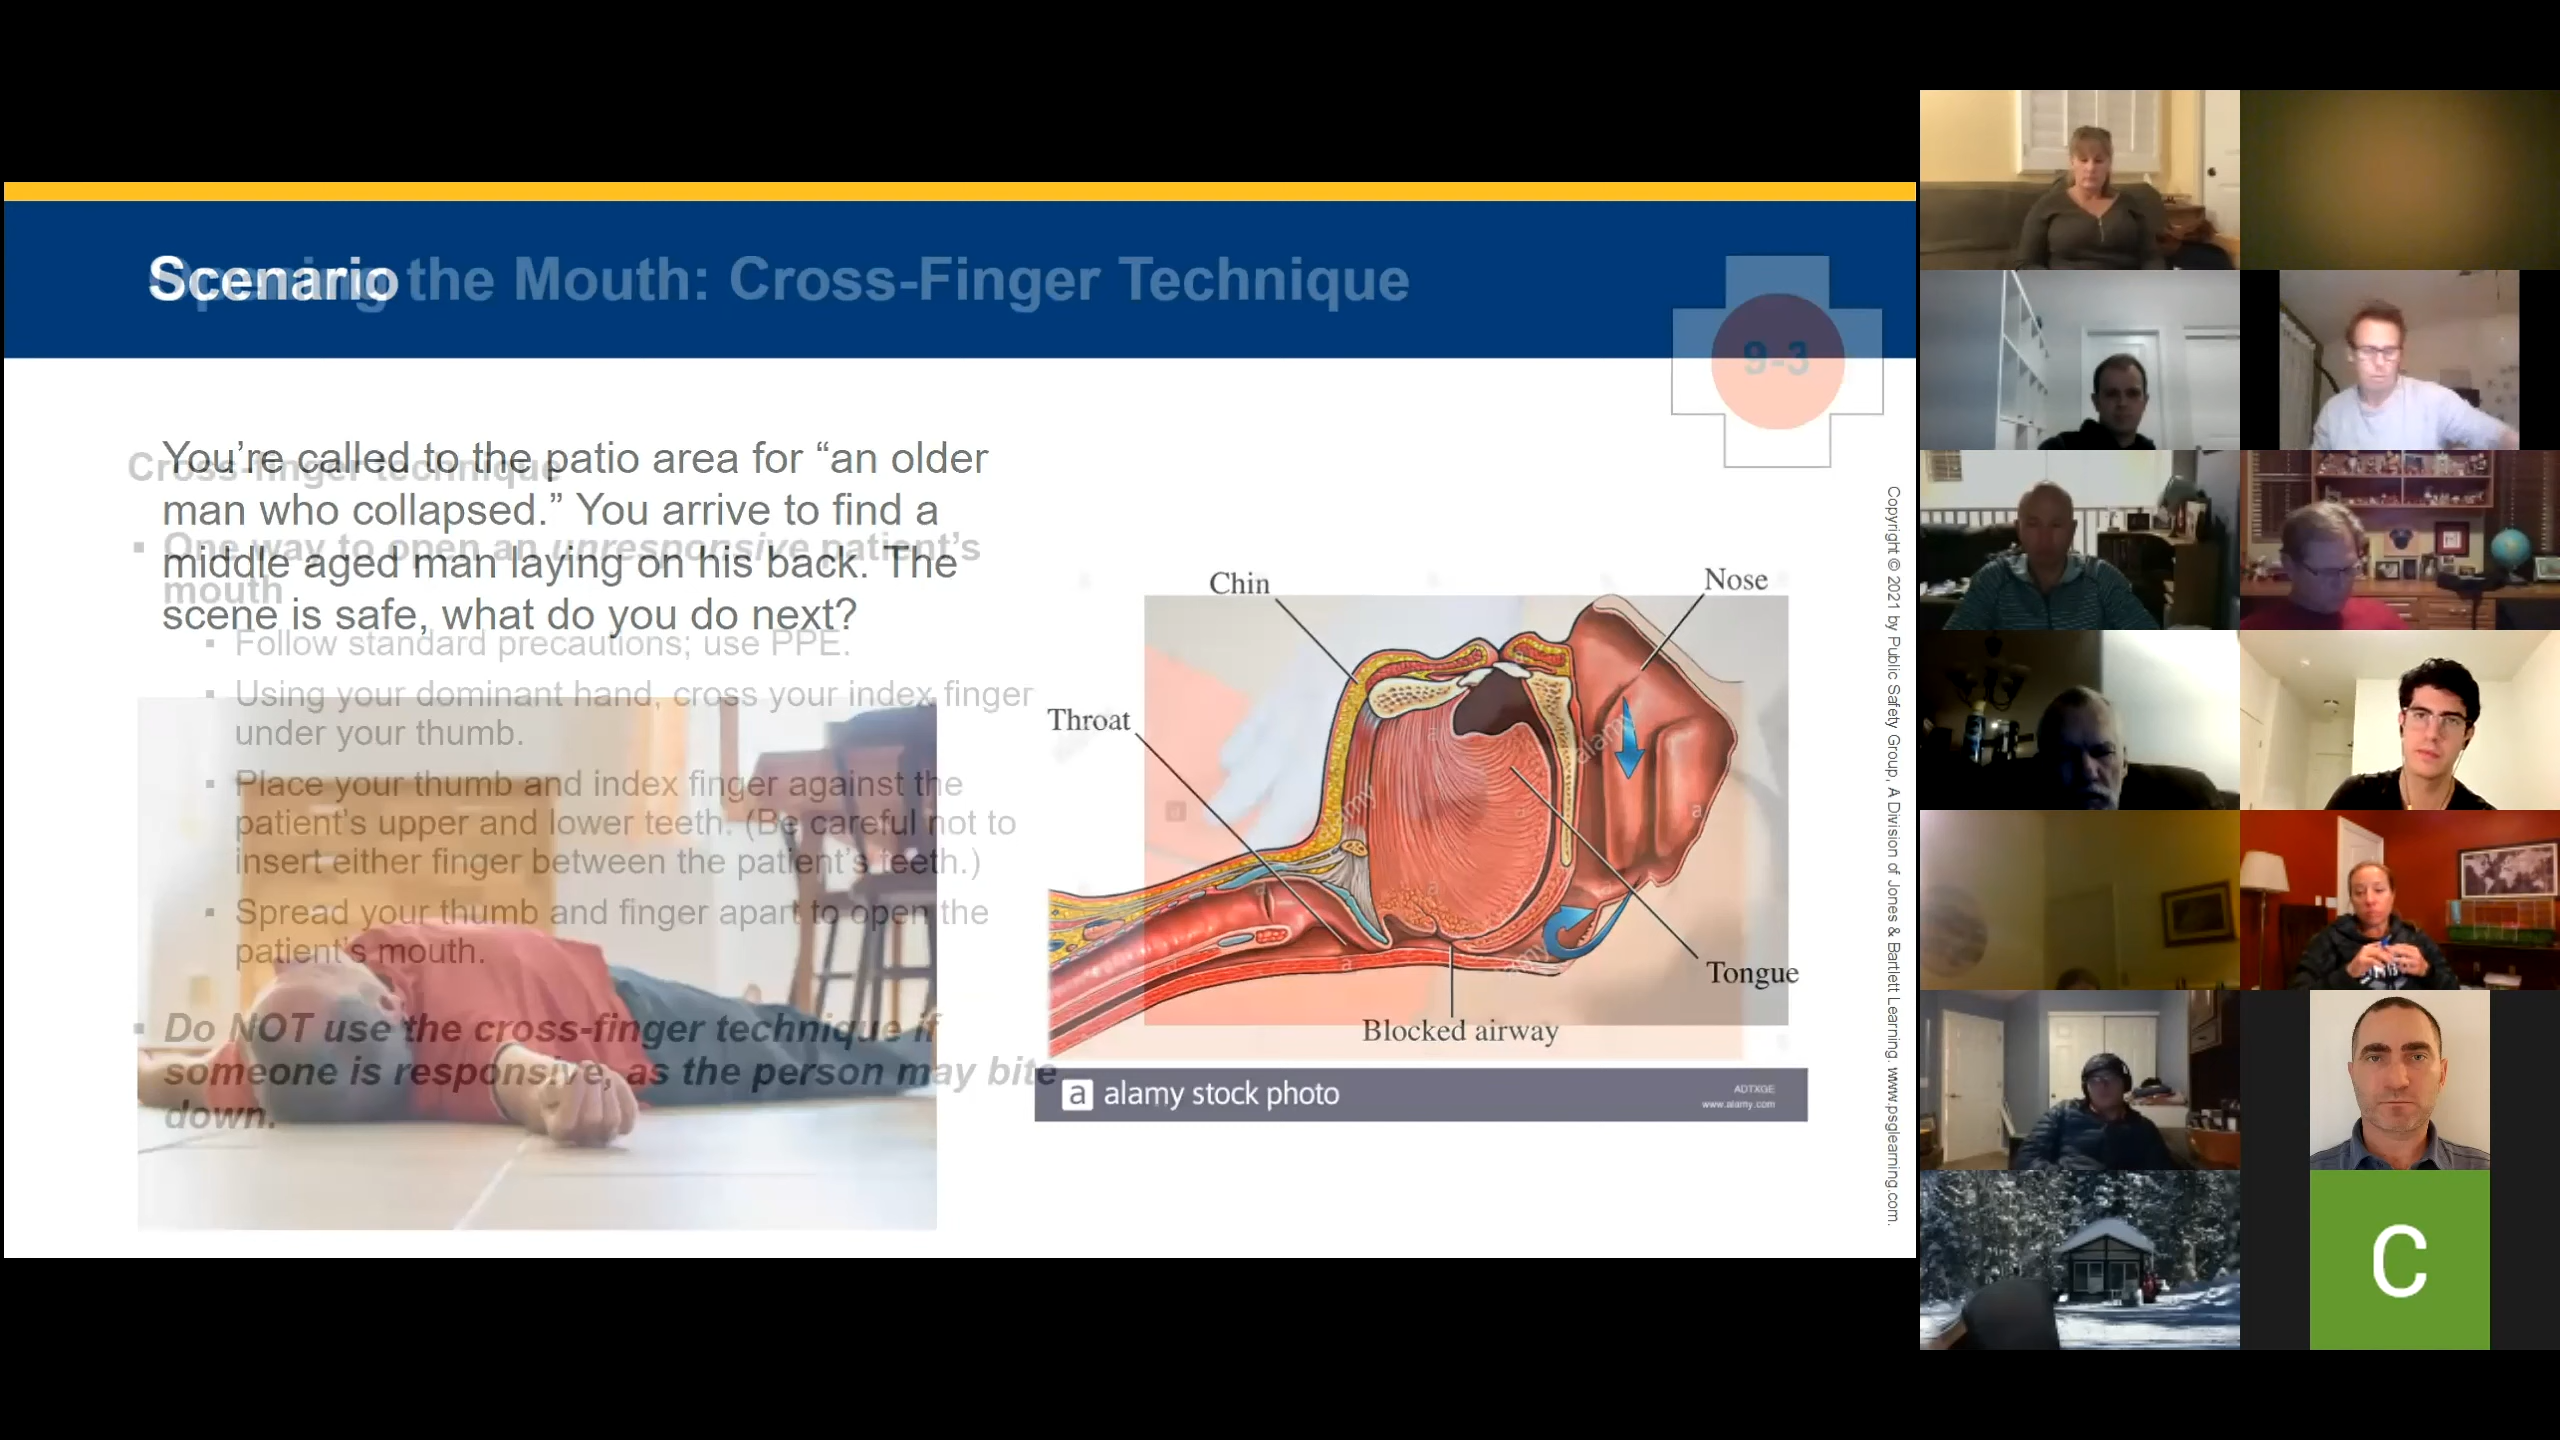 Scenario
Opening the Mouth: Cross-Finger Technique
9-3
You’re called to the patio area for “an older
man who collapsed.” You arrive to find a
middle aged man laying on his back. The
scene is safe, what do you do next?
Cross-finger technique
▪ One way to open an unresponsive patient’s
mouth
▪ Follow standard precautions; use PPE.
▪ Using your dominant hand, cross your index finger
under your thumb.
▪ Place your thumb and index finger against the
patient’s upper and lower teeth. (Be careful not to
insert either finger between the patient’s teeth.)
▪ Spread your thumb and finger apart to open the
patient’s mouth.
▪ Do NOT use the cross-finger technique if
someone is responsive, as the person may bite
down.
Chin
Nose
Throat
Tongue
Blocked airway
alamy
alamy
alamy
a alamy stock photo
ADTXGE
www.alamy.com
Copyright © 2021 by Public Safety Group, A Division of Jones & Bartlett Learning. www.psglearning.com.
C